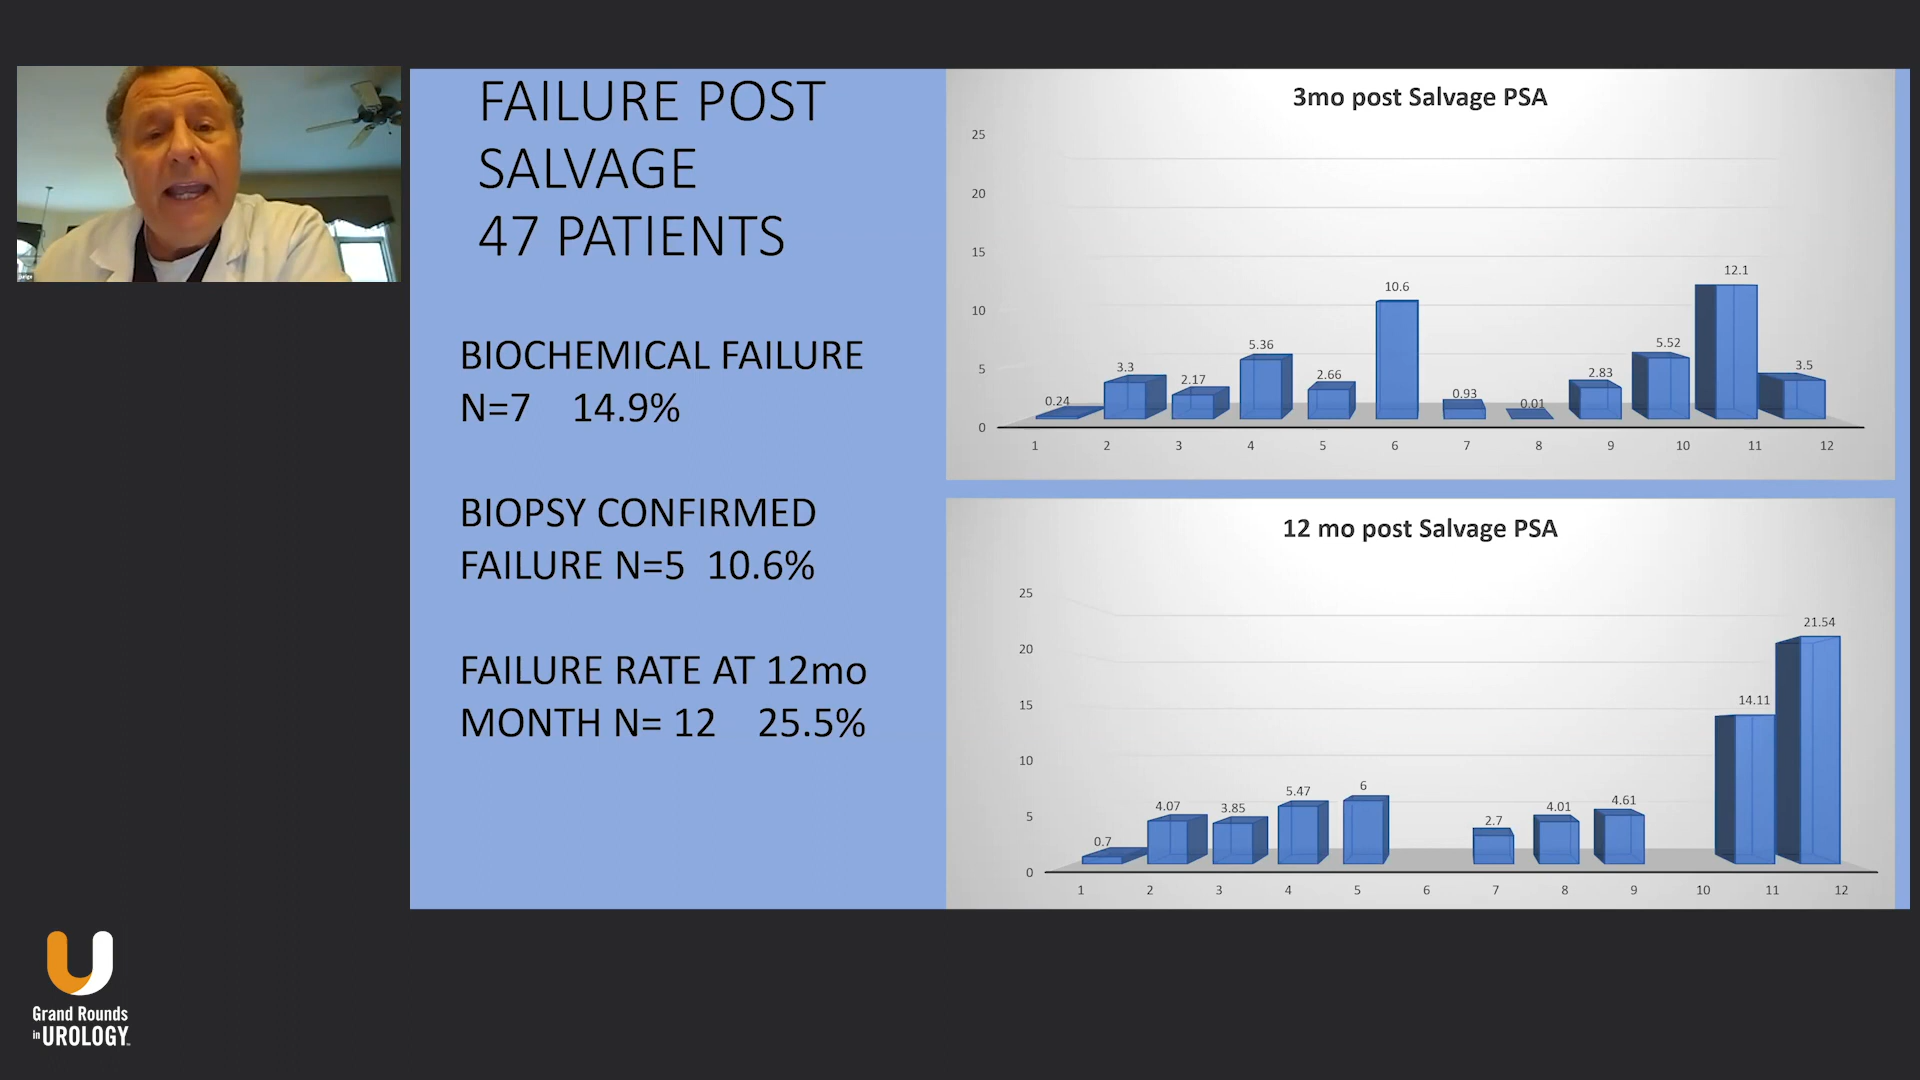 FAILURE POST
SALVAGE
47 PATIENTS
BIOCHEMICAL FAILURE
N=7 14.9%
BIOPSY CONFIRMED
FAILURE N=5 10.6%
FAILURE RATE AT 12mo
MONTH N= 12 25.5%
3mo post Salvage PSA
25
20
15
10
5
0
0.24
3.3
2.17
5.36
2.66
10.6
0.93
0.01
2.83
5.52
12.1
3.5
1 2 3 4 5 6 7 8 9 10 11 12
12 mo post Salvage PSA
25
20
15
10
5
0
0.7
4.07
3.85
5.47
6
2.7
4.01
4.61
14.11
21.54
1 2 3 4 5 6 7 8 9 10 11 12
Grand Rounds
in UROLOGY